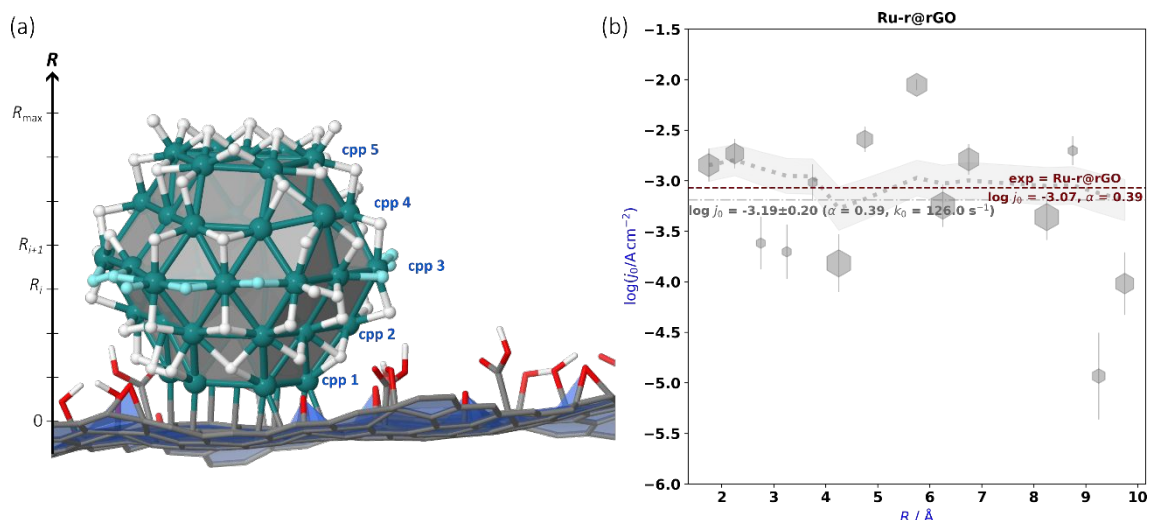 (a)
R
R_max
R_i+1
R_i
0
cpp 5
cpp 4
cpp 3
cpp 2
cpp 1
(b)
Ru-r@rGO
log(j₀/A cm⁻²)
−1.5
−2.0
−2.5
−3.0
−3.5
−4.0
−4.5
−5.0
−5.5
−6.0
exp = Ru-r@rGO
log j₀ = -3.07, α = 0.39
log j₀ = -3.19±0.20 (α = 0.39, k₀ = 126.0 s⁻¹)
2 3 4 5 6 7 8 9 10
R / Å